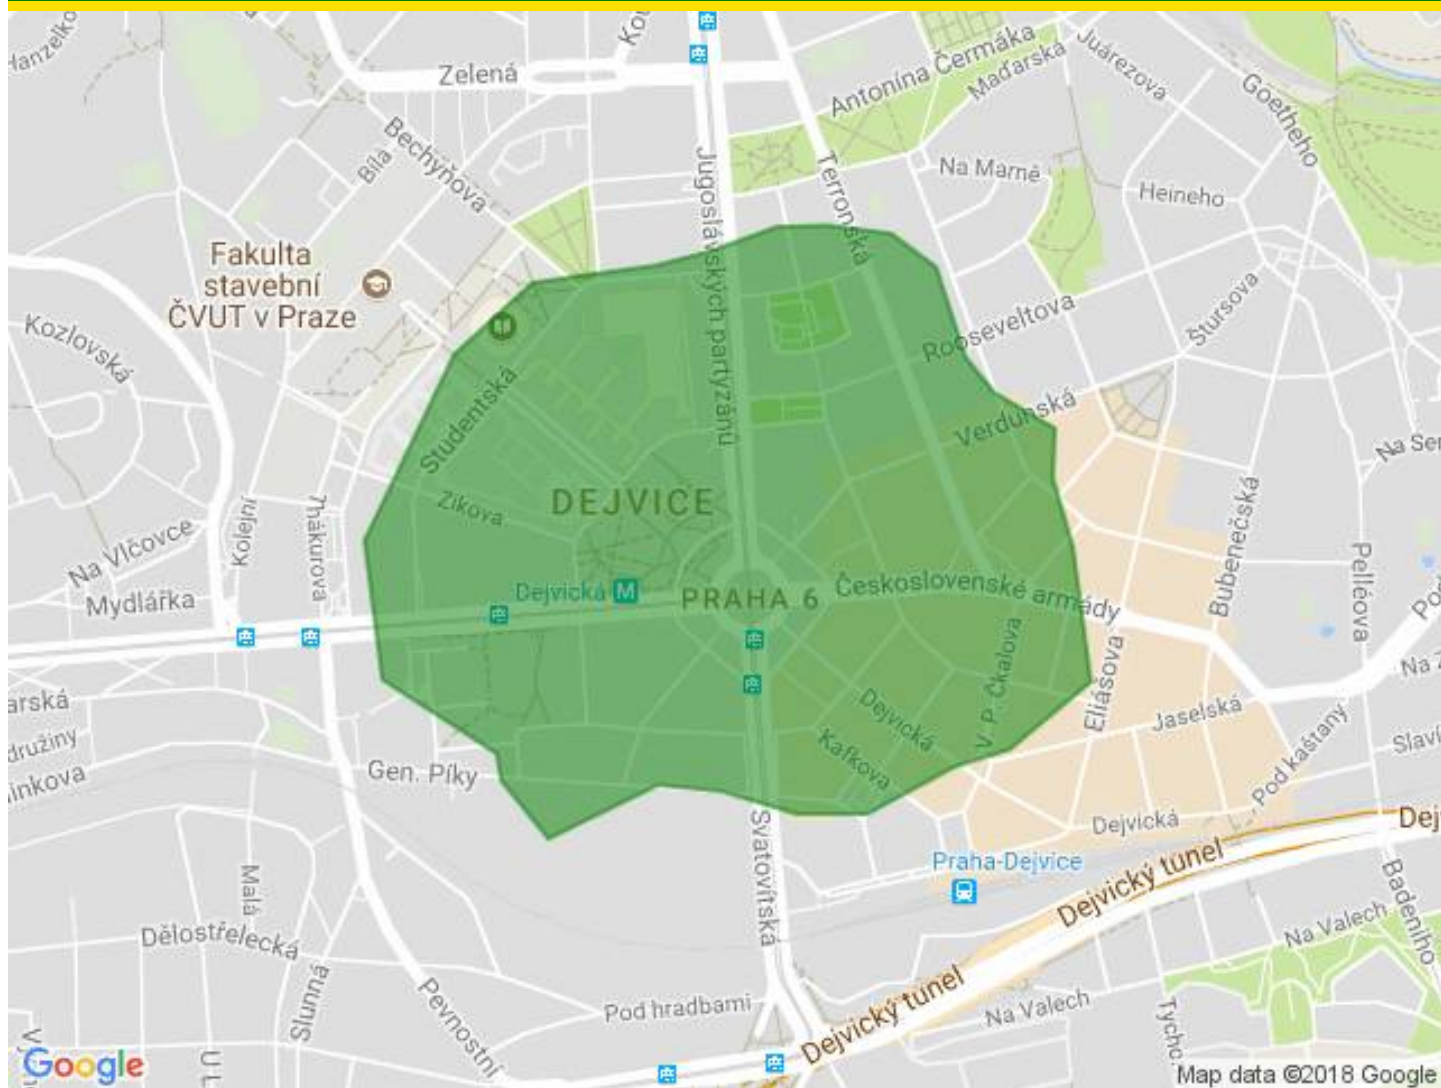 Zelená
Antonína Čermáka
Maďarská
Juárezova
Goetheho
Bechyňova
Bílá
Jugoslávských partyzánů
Terronská
Na Marně
Heineho
Fakulta
stavební
ČVUT v Praze
Kozlovská
Rooseveltova
Štursova
Studentská
Verdunská
Zikova
DEJVICE
Na Vlčovce
Kolejní
Thákurova
Bubenečská
Pelléova
Mydlářka
Dejvická
M
PRAHA 6
Československé armády
V. P. Čkalova
Eliášova
Dejvická
Kafkova
Jaselská
Pod kaštany
Gen. Píky
Svatovítská
Dejvická
Praha-Dejvice
Dejvický tunel
Malá
Dělostřelecká
Slunná
Pevnostní
Pod hradbami
Dejvický tunel
Na Valech
Na Valech
Badeniho
Google
Map data ©2018 Google